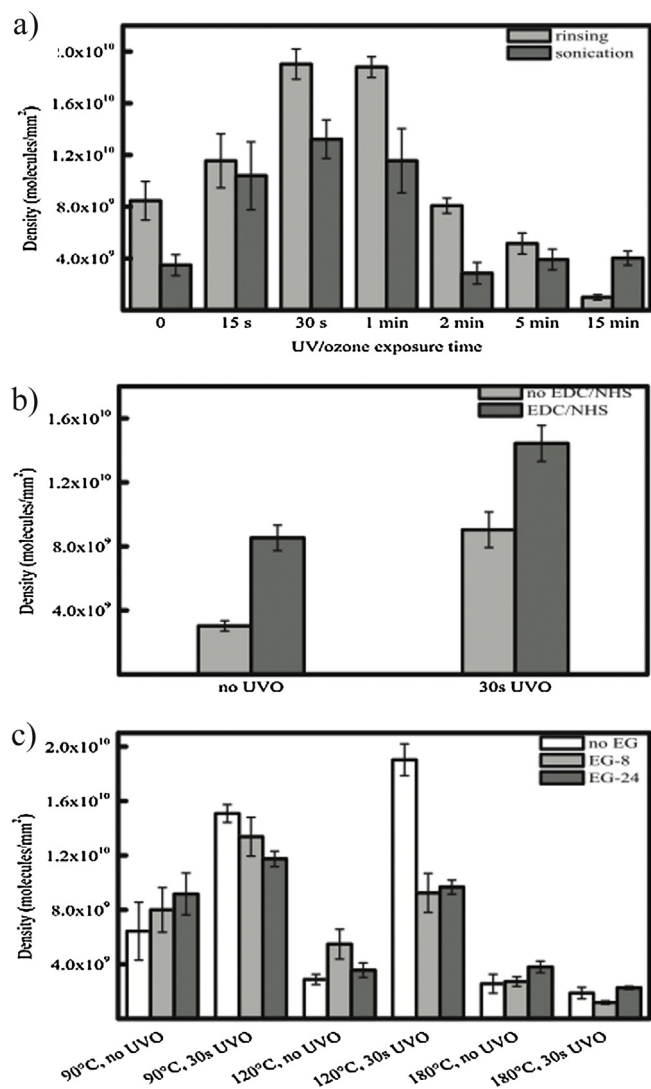 a)
2.0x10¹⁰
1.6x10¹⁰
1.2x10¹⁰
8.0x10⁹
4.0x10⁹
Density (molecules/mm²)
rinsing
sonication
0 15 s 30 s 1 min 2 min 5 min 15 min
UV/ozone exposure time
b)
1.6x10¹⁰
1.2x10¹⁰
8.0x10⁹
4.0x10⁹
Density (molecules/mm²)
no EDC/NHS
EDC/NHS
no UVO 30s UVO
c)
2.0x10¹⁰
1.6x10¹⁰
1.2x10¹⁰
8.0x10⁹
4.0x10⁹
Density (molecules/mm²)
no EG
EG-8
EG-24
90°C, no UVO
90°C, 30s UVO
120°C, no UVO
120°C, 30s UVO
180°C, no UVO
180°C, 30s UVO